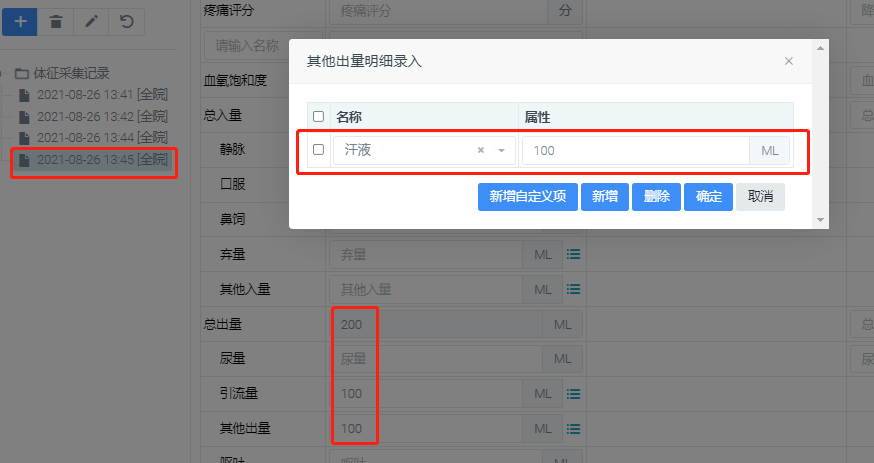 疼痛评分 疼痛评分 分 降
请输入名称
其他出量明细录入 ×
体征采集记录
血氧饱和度 血
2021-08-26 13:41 [全院]
2021-08-26 13:42 [全院]
2021-08-26 13:44 [全院]
2021-08-26 13:45 [全院]
总入量 总
名称 属性
静脉
汗液 × 100 ML
口服
新增自定义项 新增 删除 确定 取消
鼻饲
弃量 弃量 ML
其他入量 其他入量 ML
总出量 200 ML 总
尿量 尿量 ML 尿
引流量 100 ML
其他出量 100 ML
呕吐 呕吐 ML